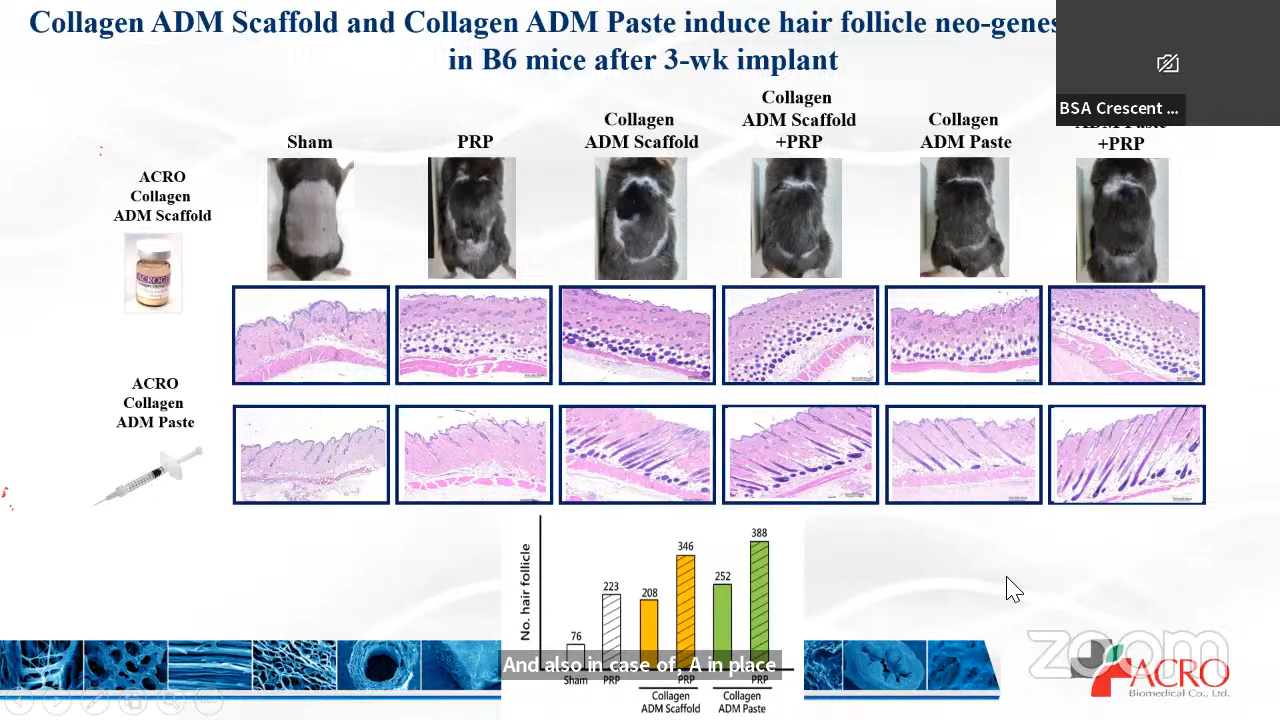 Collagen ADM Scaffold and Collagen ADM Paste induce hair follicle neo-genes
in B6 mice after 3-wk implant
BSA Crescent ...
Sham
PRP
Collagen
ADM Scaffold
Collagen
ADM Scaffold
+PRP
Collagen
ADM Paste
ADM Paste
+PRP
ACRO
Collagen
ADM Scaffold
ACRO
Collagen
ADM Paste
No. hair follicle
76
223
208
346
252
388
And also in case of. A in place
Sham
PRP
PRP
PRP
Collagen
ADM Scaffold
Collagen
ADM Paste
zoom
ACRO
Biomedical Co., Ltd.